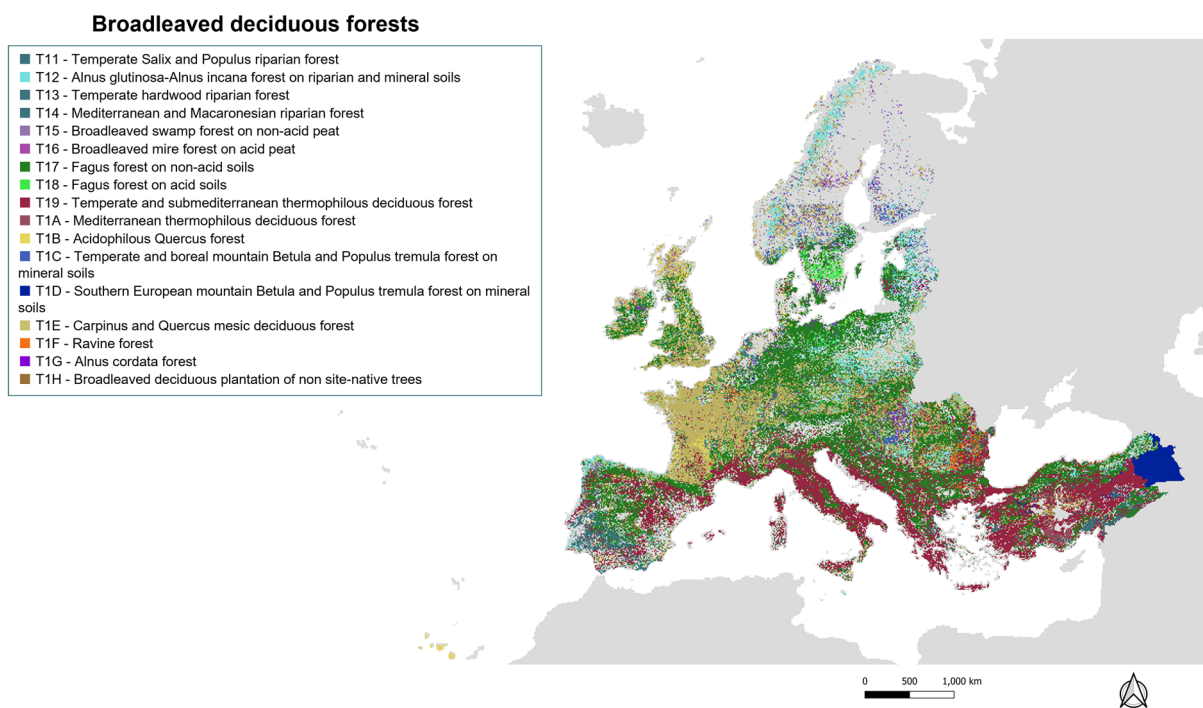 Broadleaved deciduous forests
T11 - Temperate Salix and Populus riparian forest
T12 - Alnus glutinosa-Alnus incana forest on riparian and mineral soils
T13 - Temperate hardwood riparian forest
T14 - Mediterranean and Macaronesian riparian forest
T15 - Broadleaved swamp forest on non-acid peat
T16 - Broadleaved mire forest on acid peat
T17 - Fagus forest on non-acid soils
T18 - Fagus forest on acid soils
T19 - Temperate and submediterranean thermophilous deciduous forest
T1A - Mediterranean thermophilous deciduous forest
T1B - Acidophilous Quercus forest
T1C - Temperate and boreal mountain Betula and Populus tremula forest on
mineral soils
T1D - Southern European mountain Betula and Populus tremula forest on mineral
soils
T1E - Carpinus and Quercus mesic deciduous forest
T1F - Ravine forest
T1G - Alnus cordata forest
T1H - Broadleaved deciduous plantation of non site-native trees
0 500 1,000 km